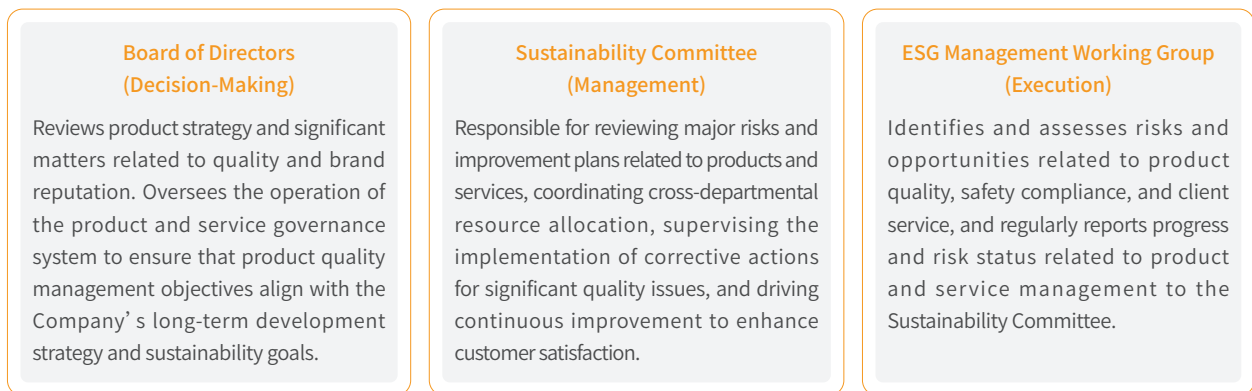 Board of Directors
(Decision-Making)
Reviews product strategy and significant
matters related to quality and brand
reputation. Oversees the operation of
the product and service governance
system to ensure that product quality
management objectives align with the
Company’s long-term development
strategy and sustainability goals.
Sustainability Committee
(Management)
Responsible for reviewing major risks and
improvement plans related to products and
services, coordinating cross-departmental
resource allocation, supervising the
implementation of corrective actions
for significant quality issues, and driving
continuous improvement to enhance
customer satisfaction.
ESG Management Working Group
(Execution)
Identifies and assesses risks and
opportunities related to product
quality, safety compliance, and client
service, and regularly reports progress
and risk status related to product
and service management to the
Sustainability Committee.